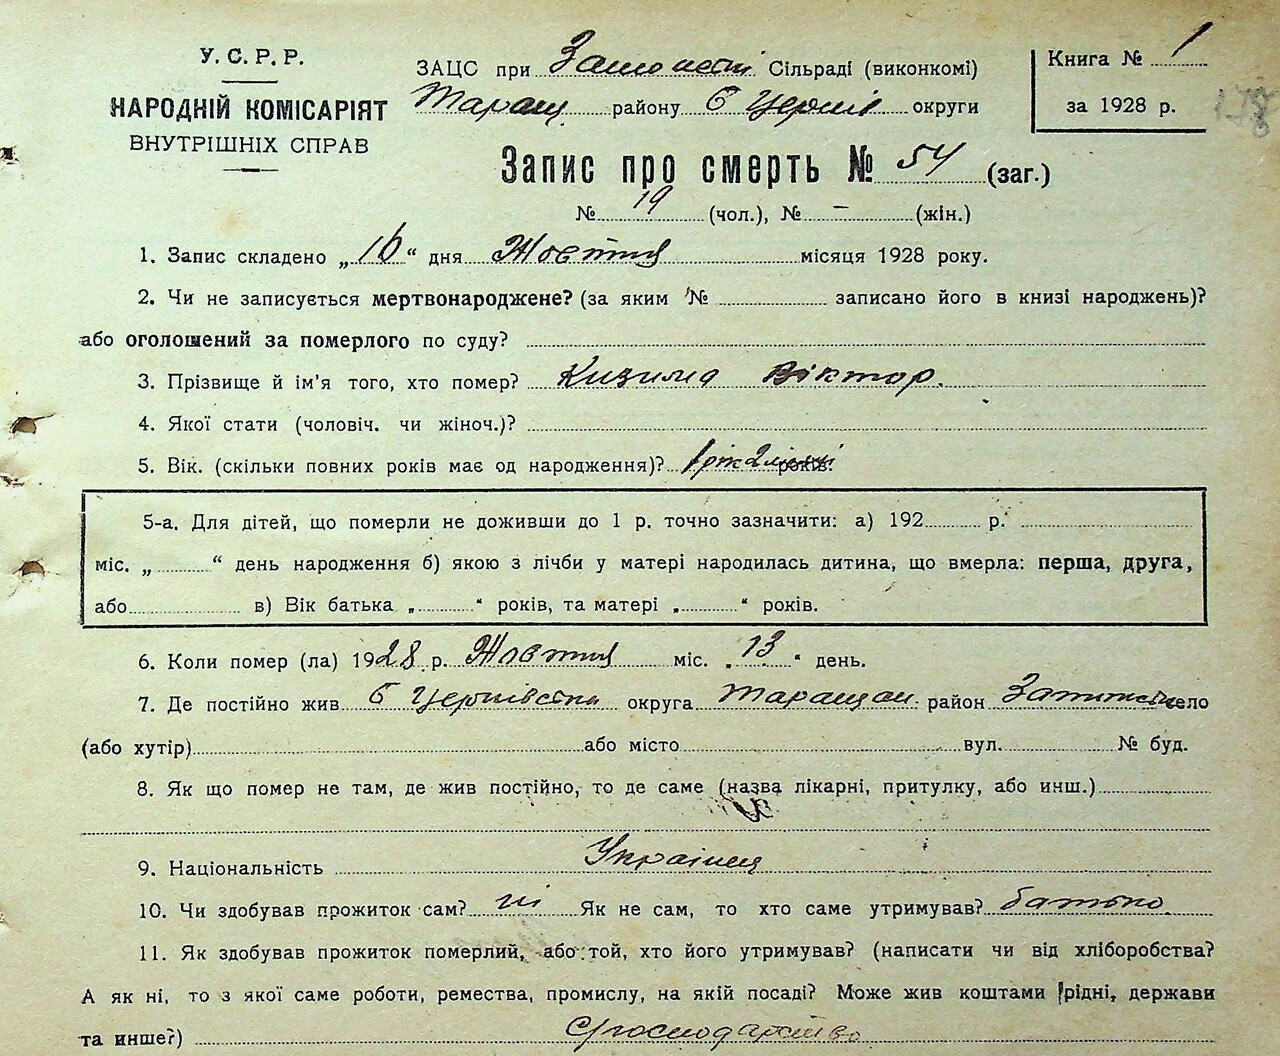 У. С. Р. Р.
НАРОДНІЙ КОМІСАРІЯТ
ВНУТРІШНІХ СПРАВ
ЗАЦС при Сільраді (виконкомі)
Таращ. району Б Церків округи
Книга № 1
за 1928 р.
178
Запис про смерть № 54 (заг.)
№ 19 (чол.), № – (жін.)
1. Запис складено „16“ дня Жовтня місяця 1928 року.
2. Чи не записується мертвонароджене? (за яким № записано його в книзі народжень)?
або оголошений за померлого по суду?
3. Прізвище й ім'я того, хто помер? Кизима Віктор.
4. Якої стати (чоловіч. чи жіноч.)?
5. Вік. (скільки повних років має од народження)? 1 рік 2 місяці років.
5-а. Для дітей, що померли не доживши до 1 р. точно зазначити: а) 192 р.
міс. „ “ день народження б) якою з лічби у матері народилась дитина, що вмерла: перша, друга,
або в) Вік батька „ “ років, та матері „ “ років.
6. Коли помер (ла) 1928 р. Жовтня міс. „13“ день.
7. Де постійно жив Б Церківська округа Таращан. район село
(або хутір) або місто вул. № буд.
8. Як що помер не там, де жив постійно, то де саме (назва лікарні, притулку, або инш.)
9. Національність Українець
10. Чи здобував прожиток сам? ні Як не сам, то хто саме утримував? батько
11. Як здобував прожиток померлий, або той, хто його утримував? (написати чи від хліборобства?
А як ні, то з якої саме роботи, ремества, промислу, на якій посаді? Може жив коштами рідні, держави
та инше?) Сгосподарство